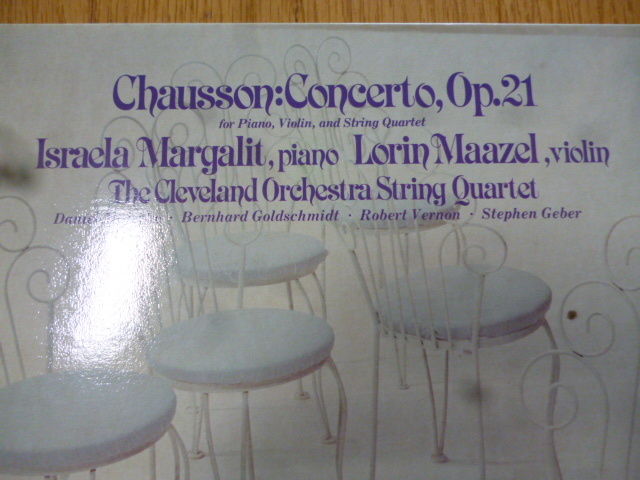 Chausson:Concerto,Op.21
for Piano, Violin, and String Quartet
Israela Margalit, piano Lorin Maazel, violin
The Cleveland Orchestra String Quartet
· Bernhard Goldschmidt · Robert Vernon · Stephen Geber